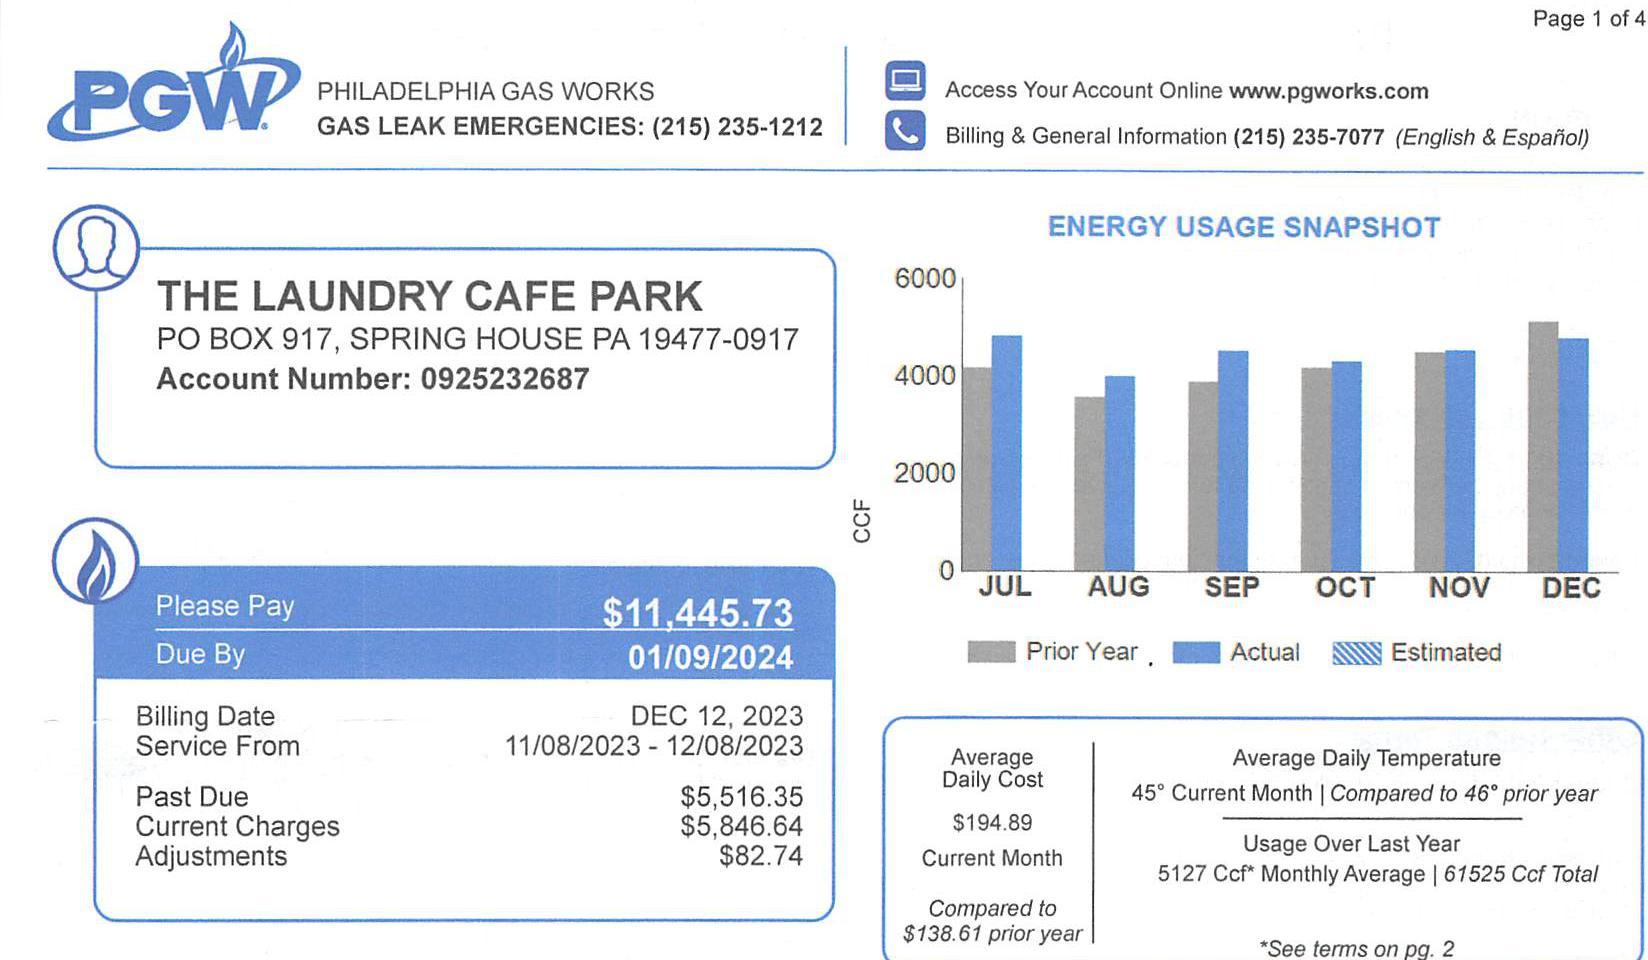 Page 1 of 4
PGW
PHILADELPHIA GAS WORKS
GAS LEAK EMERGENCIES: (215) 235-1212
Access Your Account Online www.pgworks.com
Billing & General Information (215) 235-7077 (English & Español)
THE LAUNDRY CAFE PARK
PO BOX 917, SPRING HOUSE PA 19477-0917
Account Number: 0925232687
Please Pay $11,445.73
Due By 01/09/2024
Billing Date DEC 12, 2023
Service From 11/08/2023 - 12/08/2023
Past Due $5,516.35
Current Charges $5,846.64
Adjustments $82.74
ENERGY USAGE SNAPSHOT
6000
4000
2000
0
CCF
JUL AUG SEP OCT NOV DEC
Prior Year Actual Estimated
Average
Daily Cost
$194.89
Current Month
Compared to
$138.61 prior year
Average Daily Temperature
45° Current Month | Compared to 46° prior year
Usage Over Last Year
5127 Ccf* Monthly Average | 61525 Ccf Total
*See terms on pg. 2